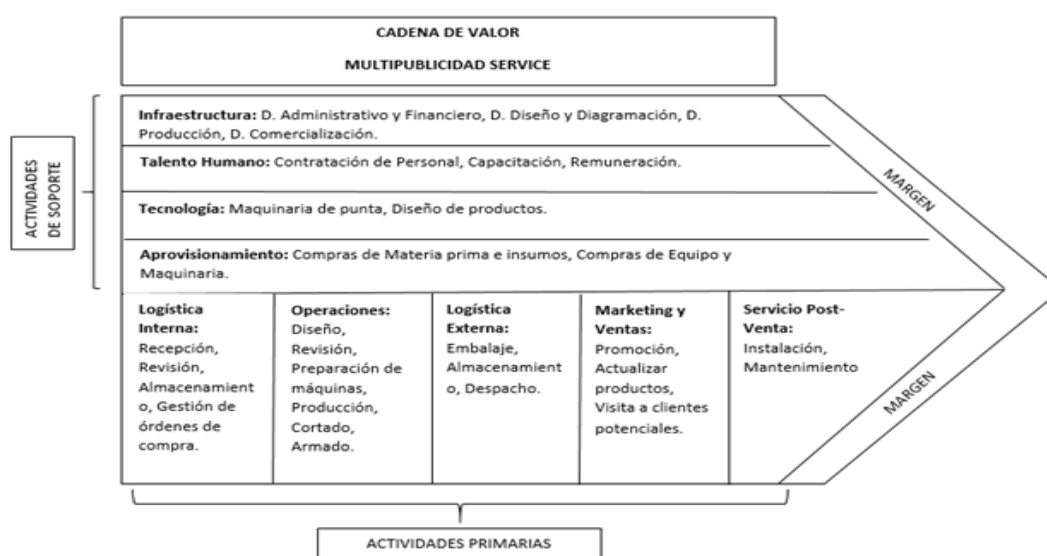 CADENA DE VALOR
MULTIPUBLICIDAD SERVICE
ACTIVIDADES
DE SOPORTE
Infraestructura: D. Administrativo y Financiero, D. Diseño y Diagramación, D.
Producción, D. Comercialización.
Talento Humano: Contratación de Personal, Capacitación, Remuneración.
Tecnología: Maquinaria de punta, Diseño de productos.
Aprovisionamiento: Compras de Materia prima e insumos, Compras de Equipo y
Maquinaria.
MARGEN
Logística
Interna:
Recepción,
Revisión,
Almacenamient
o, Gestión de
órdenes de
compra.
Operaciones:
Diseño,
Revisión,
Preparación de
máquinas,
Producción,
Cortado,
Armado.
Logística
Externa:
Embalaje,
Almacenamient
o, Despacho.
Marketing y
Ventas:
Promoción,
Actualizar
productos,
Visita a clientes
potenciales.
Servicio Post-
Venta:
Instalación,
Mantenimiento
MARGEN
ACTIVIDADES PRIMARIAS